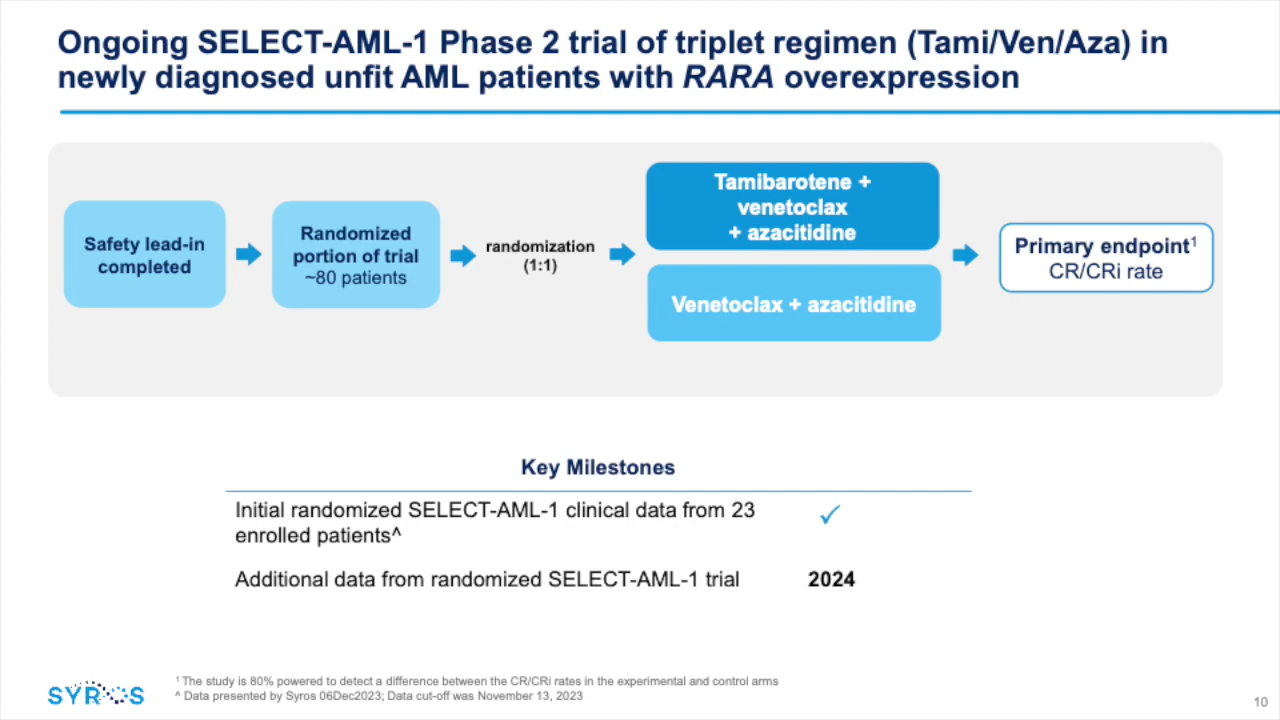 Ongoing SELECT-AML-1 Phase 2 trial of triplet regimen (Tami/Ven/Aza) in
newly diagnosed unfit AML patients with RARA overexpression
Safety lead-in
completed
Randomized
portion of trial
~80 patients
randomization
(1:1)
Tamibarotene +
venetoclax
+ azacitidine
Venetoclax + azacitidine
Primary endpoint¹
CR/CRi rate
Key Milestones
Initial randomized SELECT-AML-1 clinical data from 23
enrolled patients^
✓
Additional data from randomized SELECT-AML-1 trial
2024
SYROS
¹ The study is 80% powered to detect a difference between the CR/CRi rates in the experimental and control arms
^ Data presented by Syros 06Dec2023; Data cut-off was November 13, 2023
10